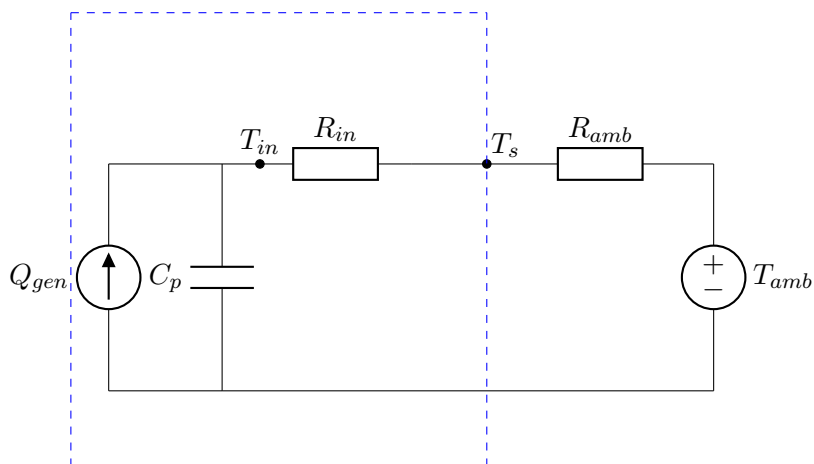 T_in
R_in
T_s
R_amb
Q_gen
C_p
+
−
T_amb